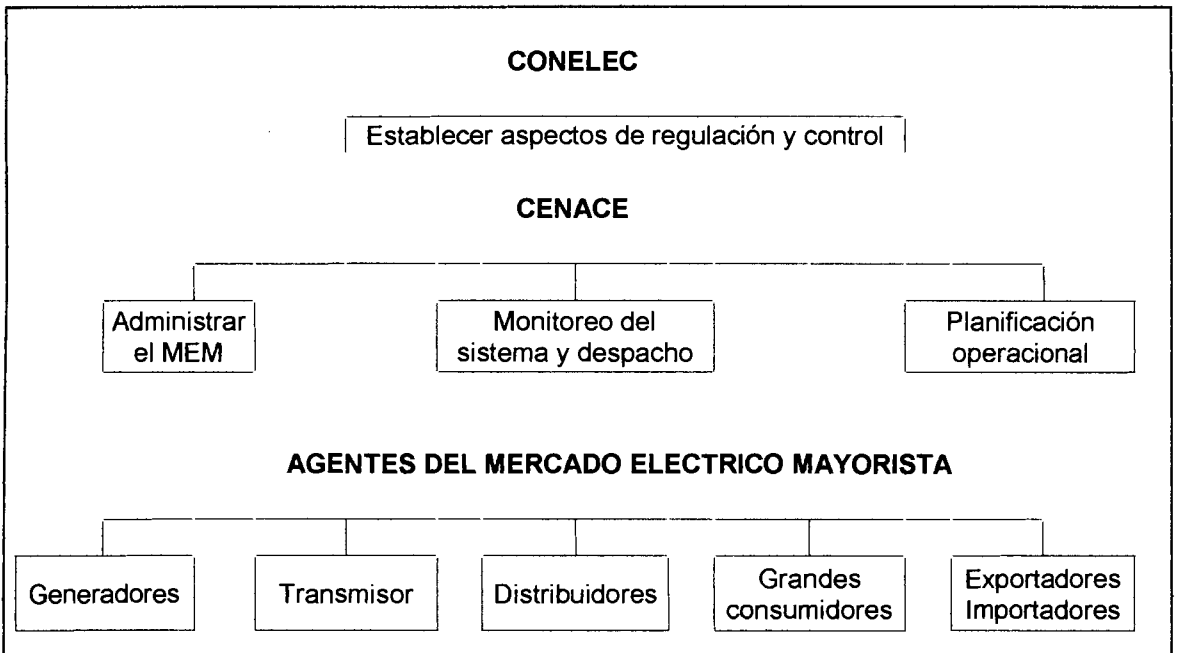 CONELEC
Establecer aspectos de regulación y control
CENACE
Administrar
el MEM
Monitoreo del
sistema y despacho
Planificación
operacional
AGENTES DEL MERCADO ELECTRICO MAYORISTA
Generadores
Transmisor
Distribuidores
Grandes
consumidores
Exportadores
Importadores